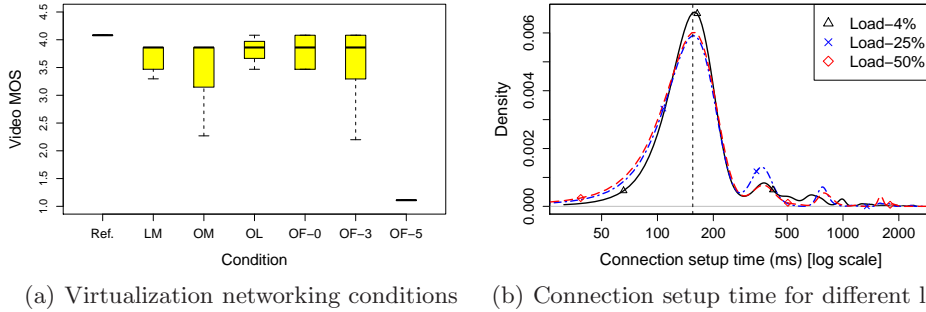 Video MOS
4.5
4.0
3.5
3.0
2.5
2.0
1.5
1.0
Ref. LM OM OL OF-0 OF-3 OF-5
Condition
(a) Virtualization networking conditions
Density
0.006
0.004
0.002
0.000
Load-4%
Load-25%
Load-50%
50 100 200 500 1000 2000
Connection setup time (ms) [log scale]
(b) Connection setup time for different l